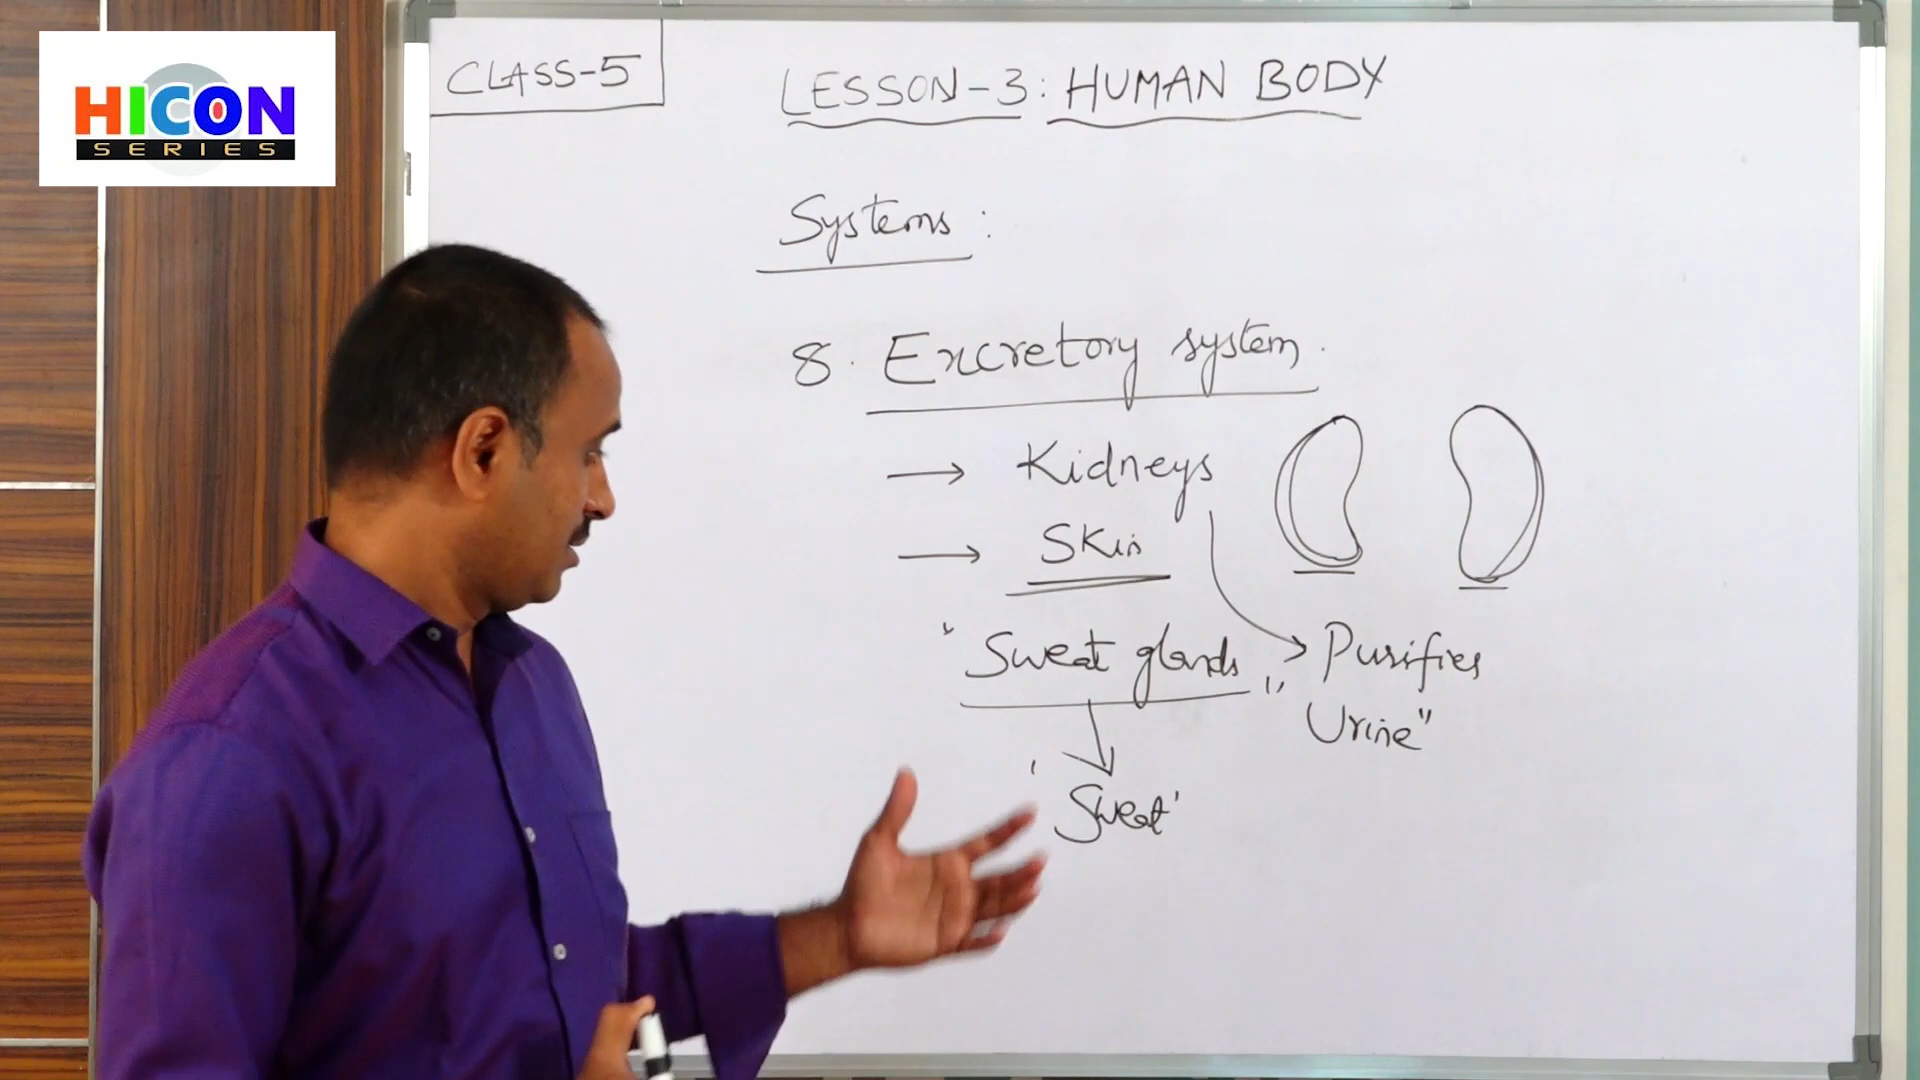 HICON
SERIES
CLASS-5
LESSON-3: HUMAN BODY
Systems:
8. Excretory system.
→ Kidneys
→ Skin
"Sweat glands"
→ Purifies
Urine"
'Sweat'